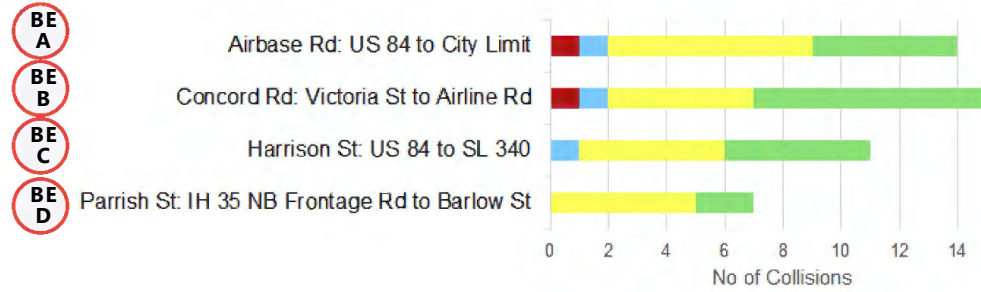 BE
A
Airbase Rd: US 84 to City Limit
BE
B
Concord Rd: Victoria St to Airline Rd
BE
C
Harrison St: US 84 to SL 340
BE
D
Parrish St: IH 35 NB Frontage Rd to Barlow St
0 2 4 6 8 10 12 14
No of Collisions